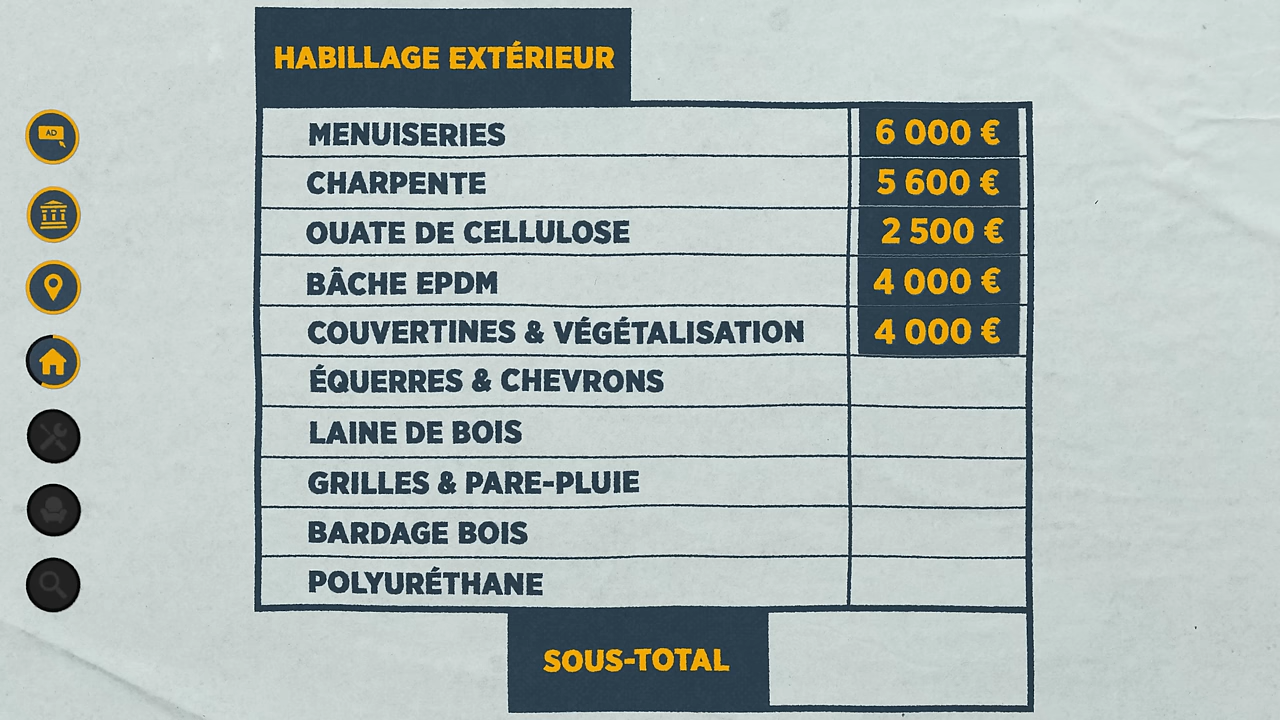 HABILLAGE EXTÉRIEUR
MENUISERIES 6 000 €
CHARPENTE 5 600 €
OUATE DE CELLULOSE 2 500 €
BÂCHE EPDM 4 000 €
COUVERTINES & VÉGÉTALISATION 4 000 €
ÉQUERRES & CHEVRONS
LAINE DE BOIS
GRILLES & PARE-PLUIE
BARDAGE BOIS
POLYURÉTHANE
SOUS-TOTAL
AD